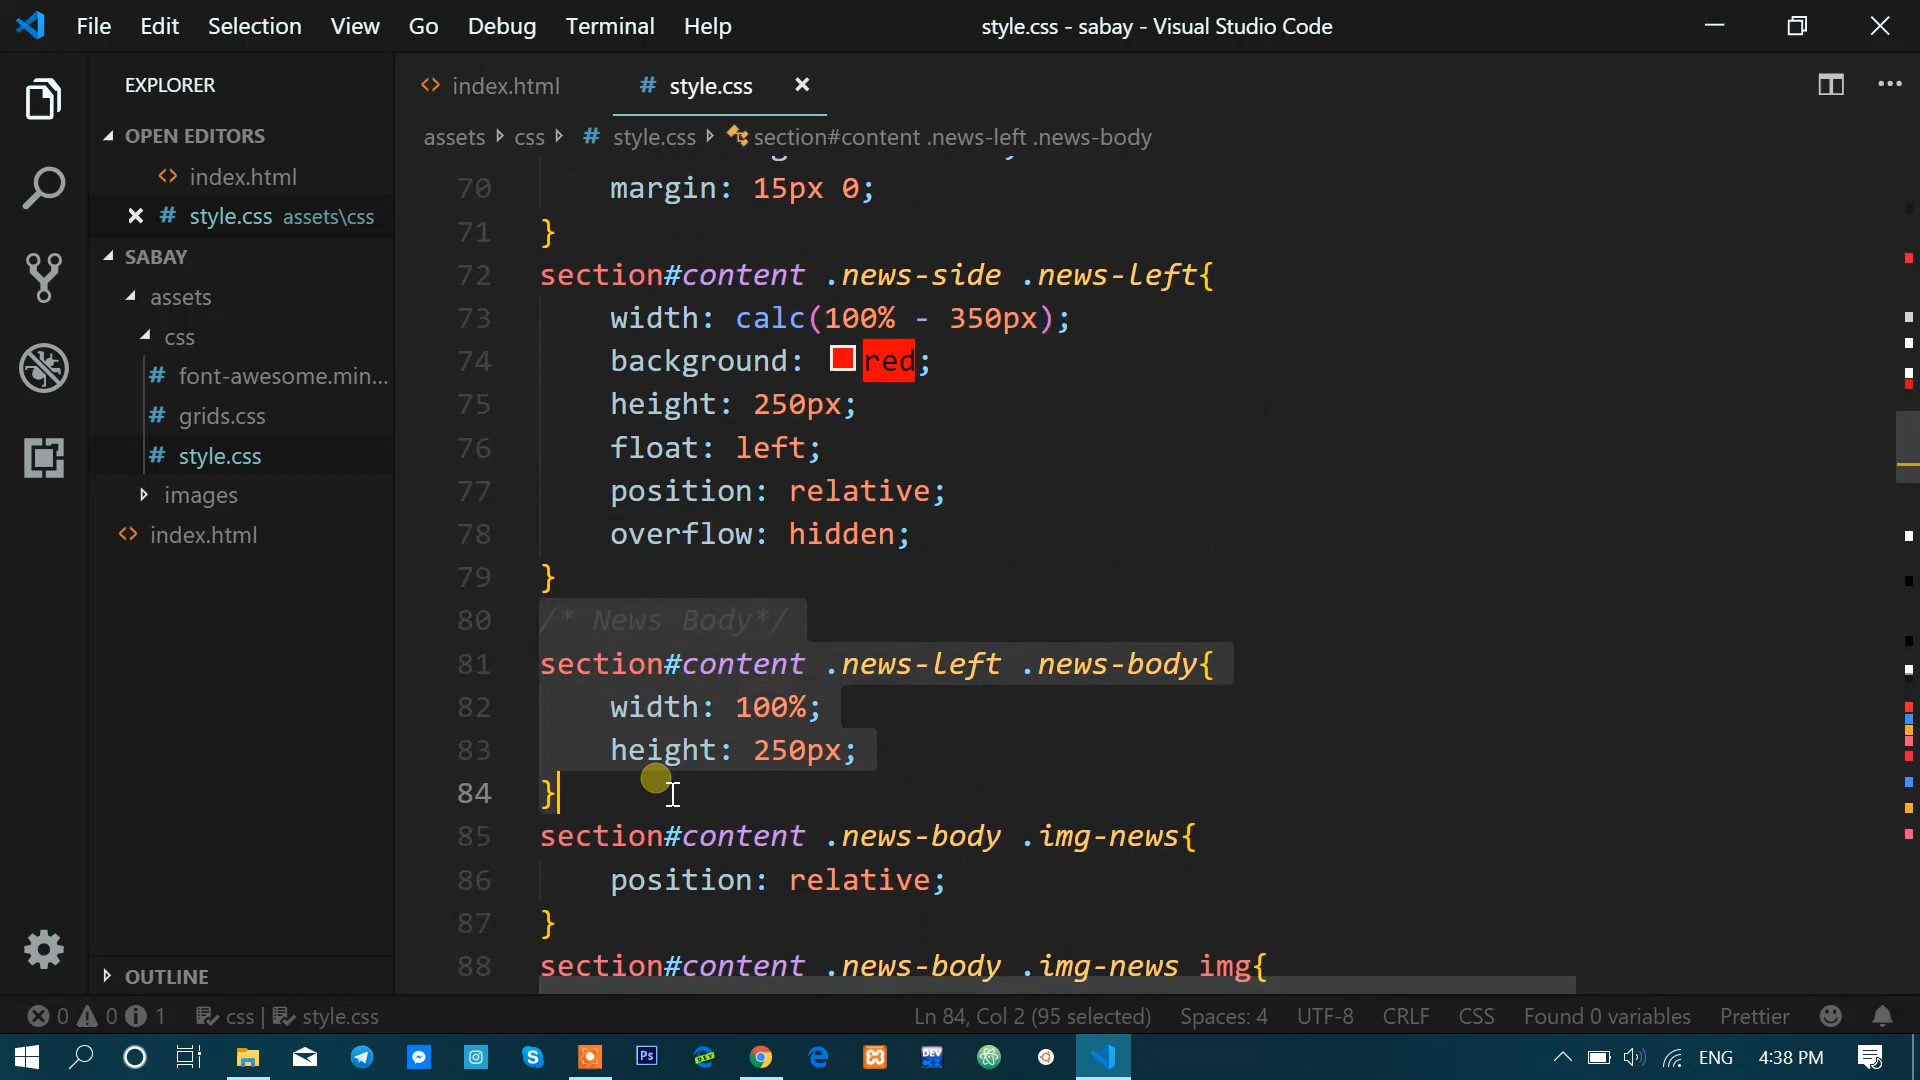 File Edit Selection View Go Debug Terminal Help style.css - sabay - Visual Studio Code
EXPLORER
OPEN EDITORS
index.html
style.css assets\css
SABAY
assets
css
font-awesome.min...
grids.css
style.css
images
index.html
OUTLINE
index.html style.css
assets css style.css section#content .news-left .news-body
70 margin: 15px 0;
71 }
72 section#content .news-side .news-left{
73 width: calc(100% - 350px);
74 background: red;
75 height: 250px;
76 float: left;
77 position: relative;
78 overflow: hidden;
79 }
80 /* News Body*/
81 section#content .news-left .news-body{
82 width: 100%;
83 height: 250px;
84 }
85 section#content .news-body .img-news{
86 position: relative;
87 }
88 section#content .news-body .img-news img{
0 0 1 css | style.css Ln 84, Col 2 (95 selected) Spaces: 4 UTF-8 CRLF CSS Found 0 variables Prettier
Ps DEV ENG 4:38 PM